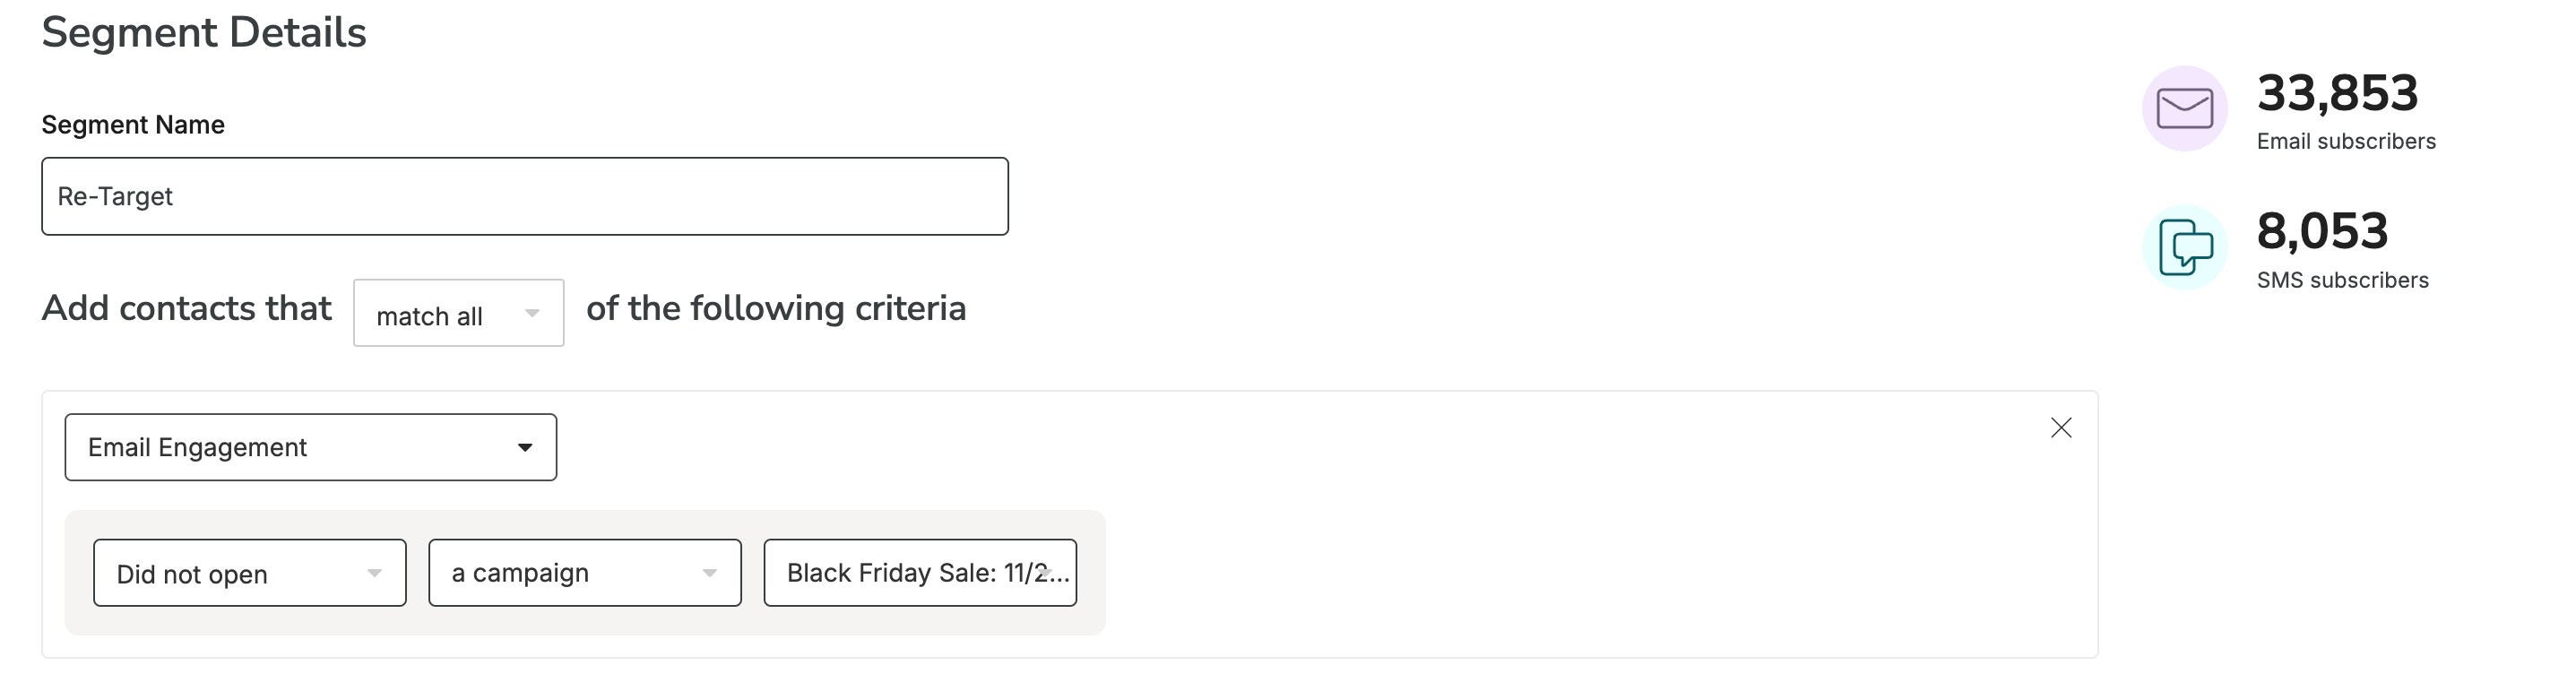 Segment Details
33,853
Email subscribers
Segment Name
Re-Target
8,053
SMS subscribers
Add contacts that match all of the following criteria
Email Engagement
Did not open a campaign Black Friday Sale: 11/2...